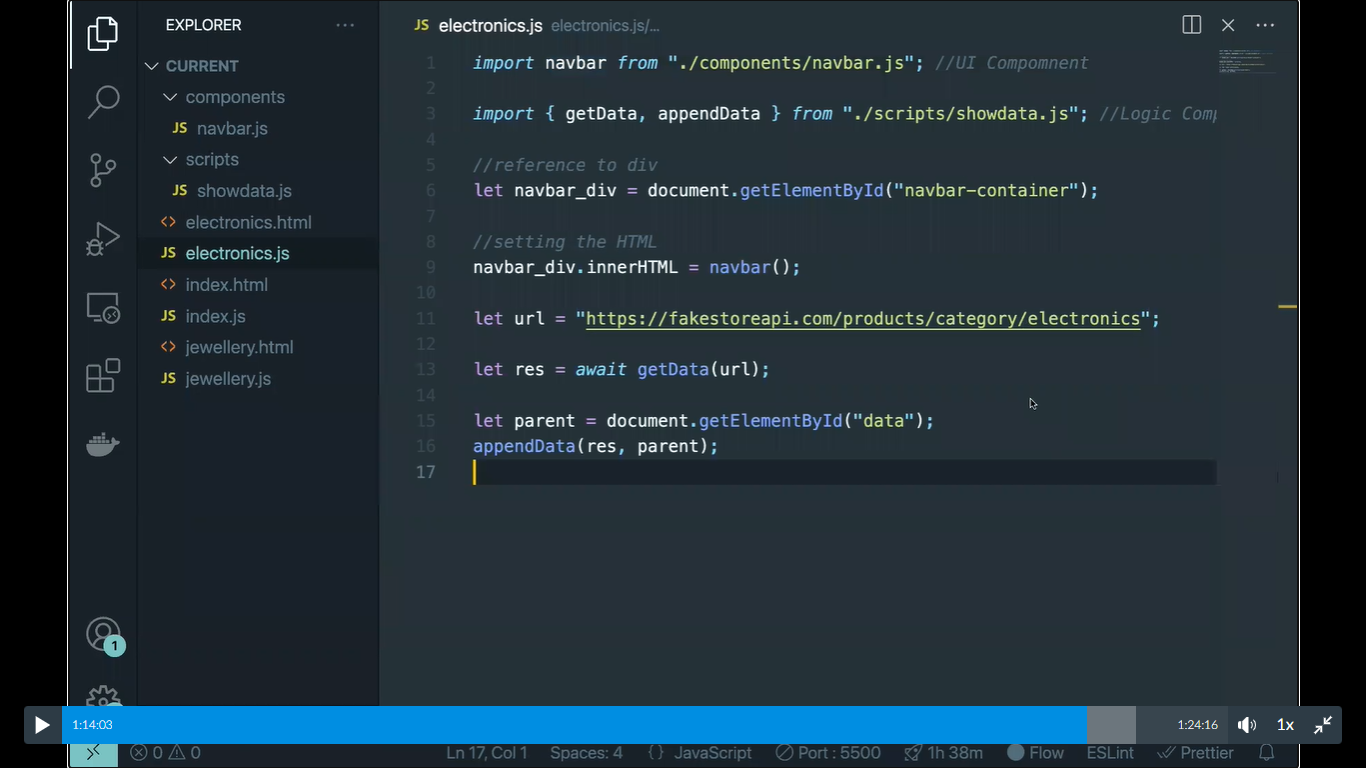 EXPLORER
CURRENT
components
JS navbar.js
scripts
JS showdata.js
<> electronics.html
JS electronics.js
<> index.html
JS index.js
<> jewellery.html
JS jewellery.js
1
JS electronics.js electronics.js/...
1 import navbar from "./components/navbar.js"; //UI Compomnent
2
3 import { getData, appendData } from "./scripts/showdata.js"; //Logic Comp
4
5 //reference to div
6 let navbar_div = document.getElementById("navbar-container");
7
8 //setting the HTML
9 navbar_div.innerHTML = navbar();
10
11 let url = "https://fakestoreapi.com/products/category/electronics";
12
13 let res = await getData(url);
14
15 let parent = document.getElementById("data");
16 appendData(res, parent);
17
1:14:03 1:24:16 1x
0 0 Ln 17, Col 1 Spaces: 4 {} JavaScript Port : 5500 1h 38m Flow ESLint Prettier